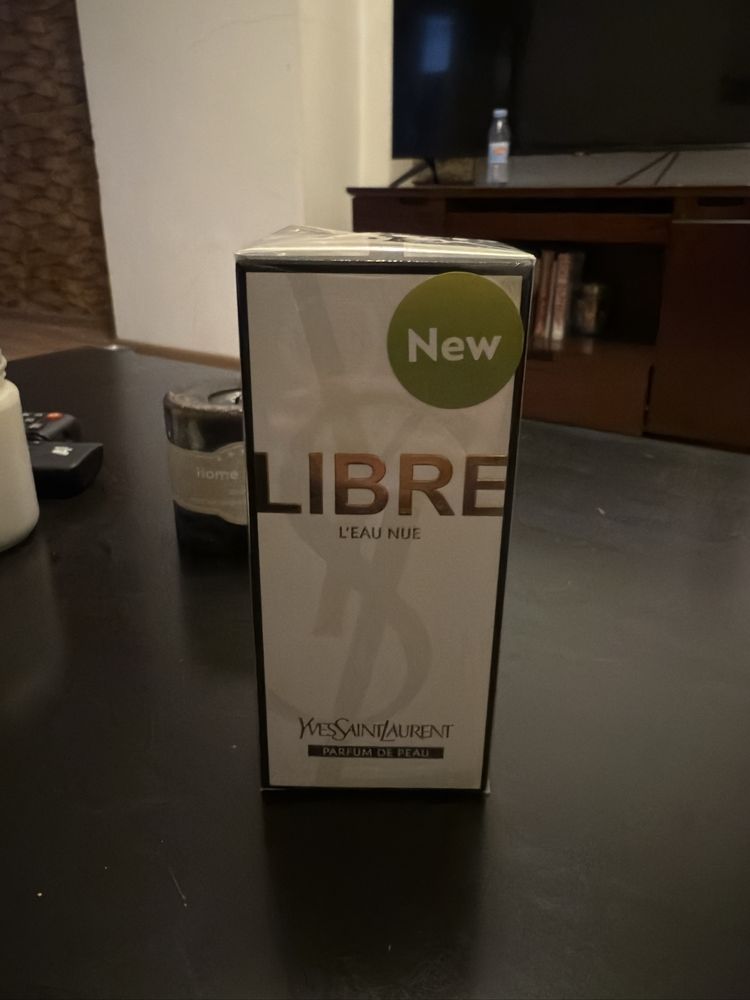 New
LIBRE
L'EAU NUE
YVESSAINTLAURENT
PARFUM DE PEAU
Home